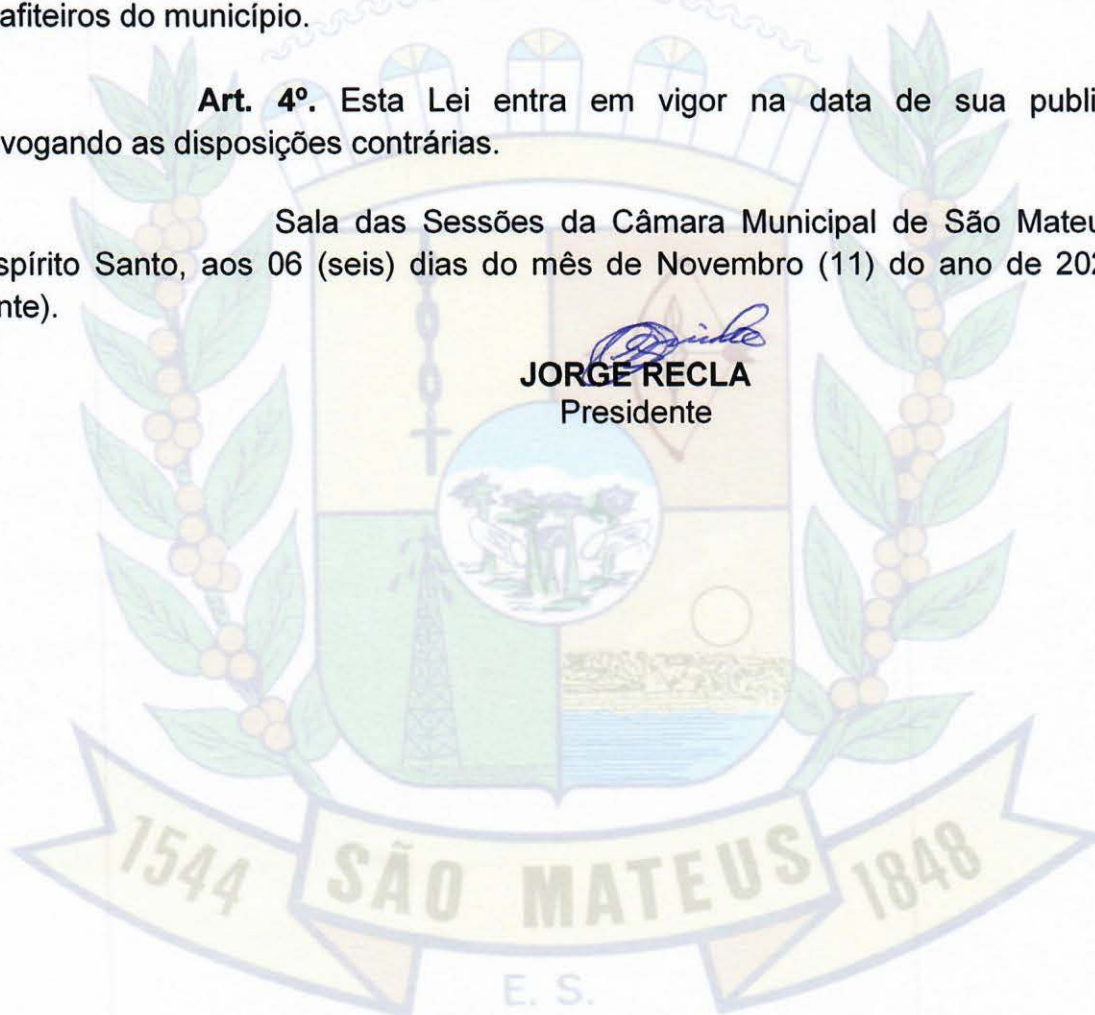 afiteiros do município.
Art. 4º. Esta Lei entra em vigor na data de sua publi
vogando as disposições contrárias.
Sala das Sessões da Câmara Municipal de São Mateu
spírito Santo, aos 06 (seis) dias do mês de Novembro (11) do ano de 202
nte).
JORGE RECLA
Presidente
1544 SÃO MATEUS 1848
E. S.